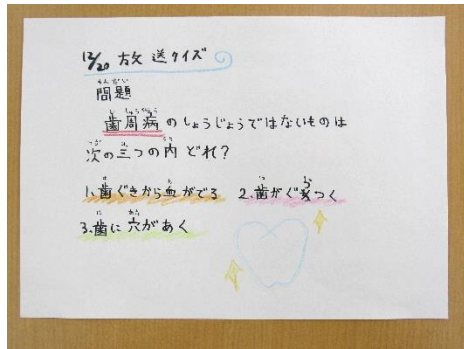 12/20 放送クイズ
問題
歯周病のしょうじょうではないものは
次の三つの内どれ?
1.歯ぐきから血がでる 2.歯がぐらつく
3.歯に穴があく